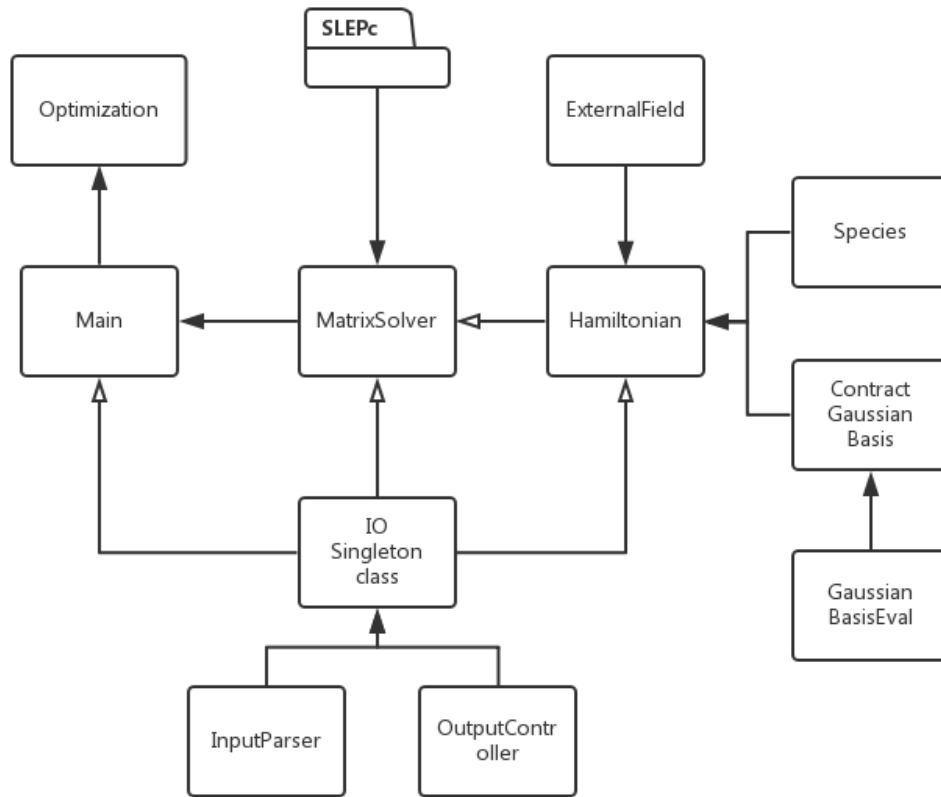 SLEPc
Optimization
ExternalField
Species
Main
MatrixSolver
Hamiltonian
Contract
Gaussian
Basis
IO
Singleton
class
Gaussian
BasisEval
InputParser
OutputContr
oller